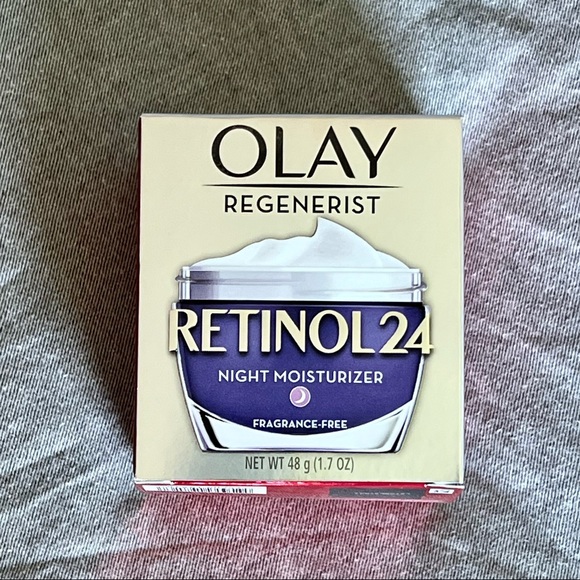 OLAY
REGENERIST
RETINOL24
NIGHT MOISTURIZER
FRAGRANCE-FREE
NET WT 48 g (1.7 OZ)